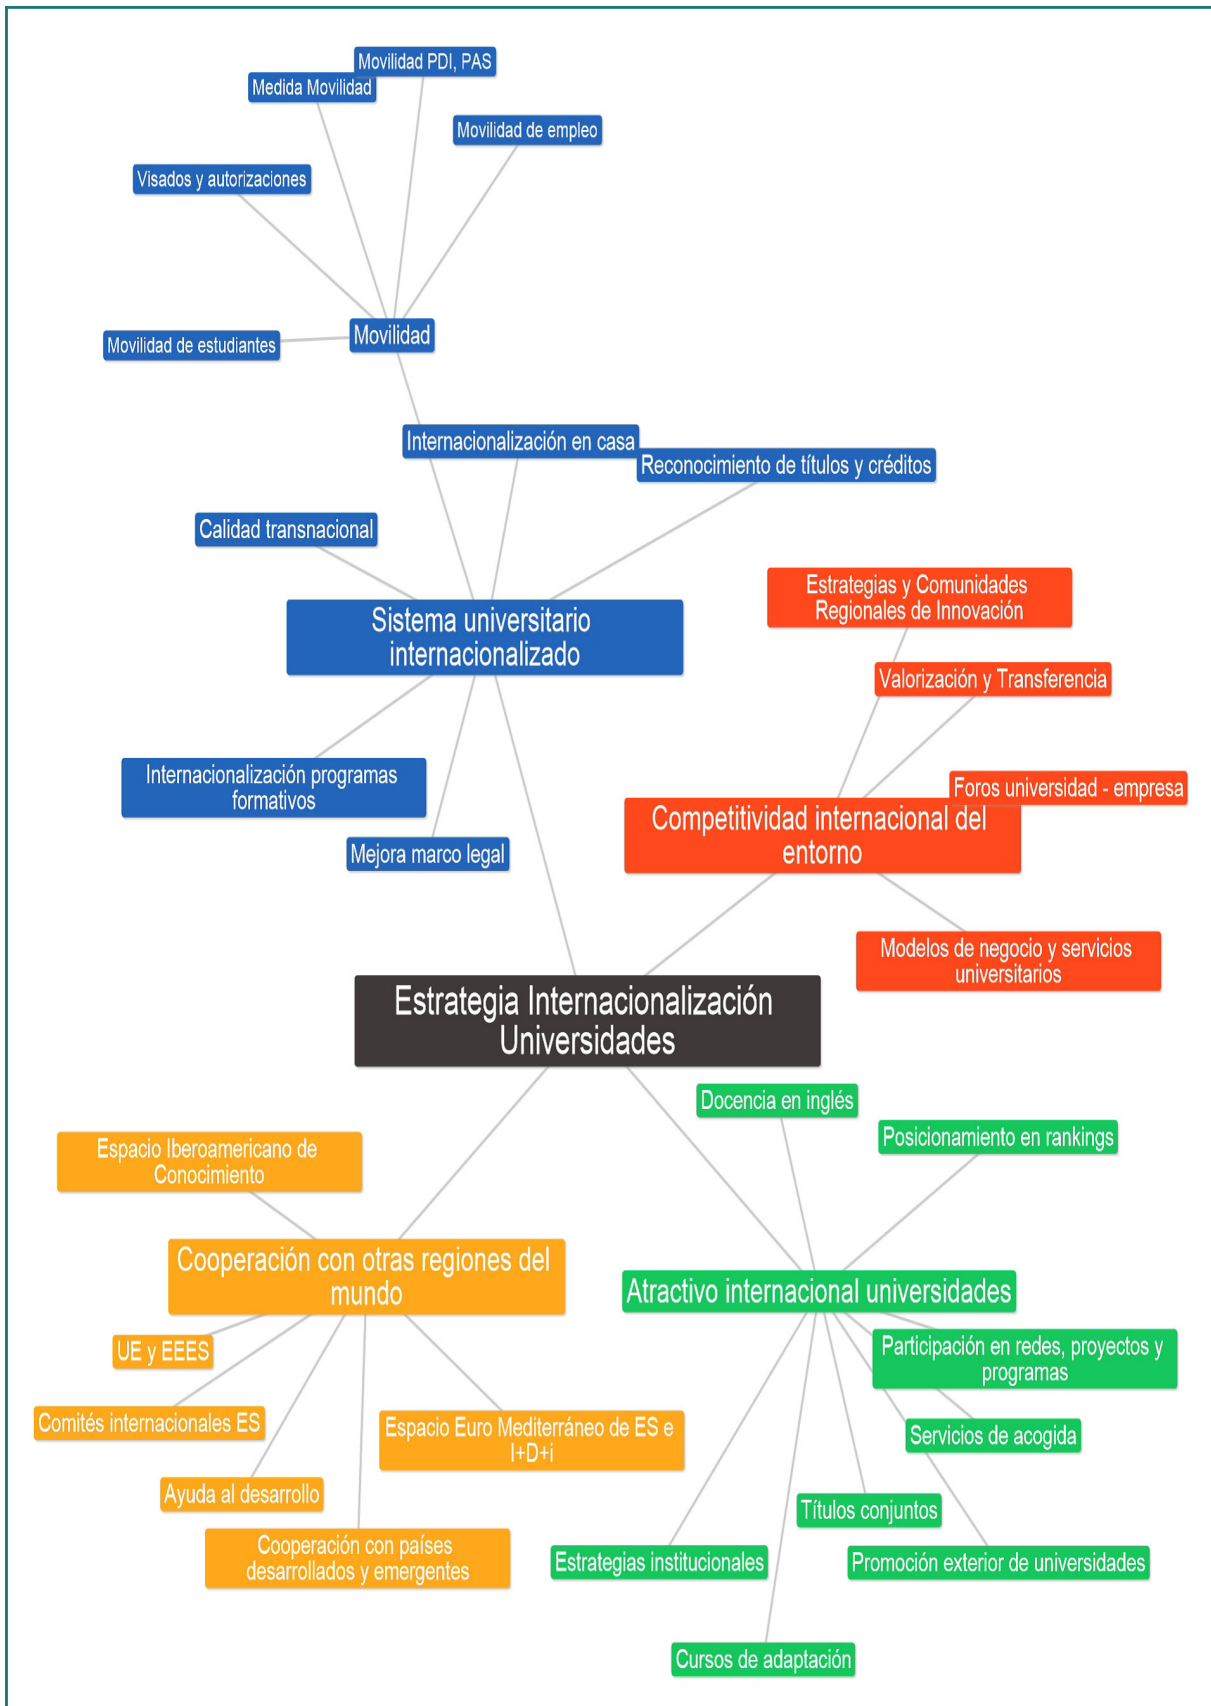 Movilidad PDI, PAS
Medida Movilidad
Movilidad de empleo
Visados y autorizaciones
Movilidad de estudiantes
Movilidad
Internacionalización en casa
Reconocimiento de títulos y créditos
Calidad transnacional
Sistema universitario
internacionalizado
Internacionalización programas
formativos
Mejora marco legal
Estrategias y Comunidades
Regionales de Innovación
Valorización y Transferencia
Foros universidad - empresa
Competitividad internacional del
entorno
Modelos de negocio y servicios
universitarios
Estrategia Internacionalización
Universidades
Espacio Iberoamericano de
Conocimiento
Cooperación con otras regiones del
mundo
UE y EEES
Comités internacionales ES
Ayuda al desarrollo
Espacio Euro Mediterráneo de ES e
I+D+i
Cooperación con países
desarrollados y emergentes
Docencia en inglés
Posicionamiento en rankings
Atractivo internacional universidades
Participación en redes, proyectos y
programas
Servicios de acogida
Títulos conjuntos
Estrategias institucionales
Promoción exterior de universidades
Cursos de adaptación